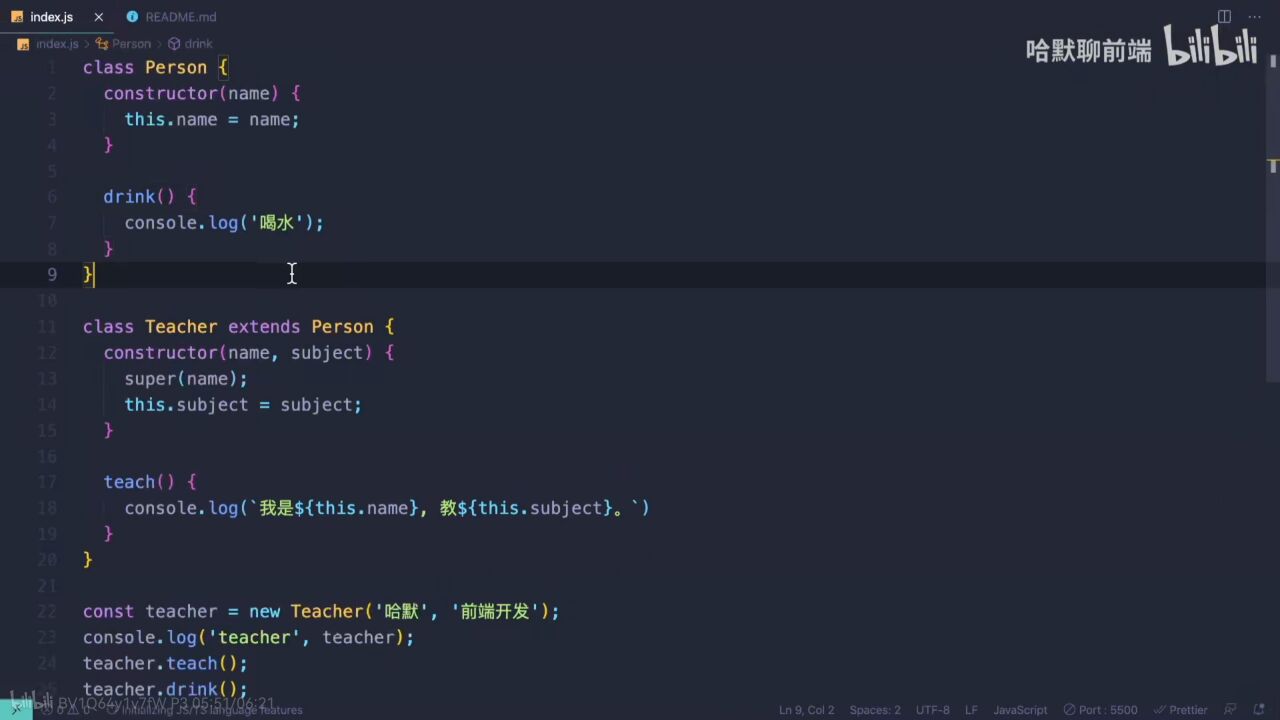 index.js
README.md
index.js > Person > drink
哈默聊前端 bilibili
1 class Person {
2 constructor(name) {
3 this.name = name;
4 }
5
6 drink() {
7 console.log('喝水');
8 }
9 }
10
11 class Teacher extends Person {
12 constructor(name, subject) {
13 super(name);
14 this.subject = subject;
15 }
16
17 teach() {
18 console.log(`我是${this.name}, 教${this.subject}。`)
19 }
20 }
21
22 const teacher = new Teacher('哈默', '前端开发');
23 console.log('teacher', teacher);
24 teacher.teach();
25 teacher.drink();
bilibili BV1Q64y1v7fW P3 05:51/06:21
0 0 Initializing JS/TS language features
Ln 9, Col 2 Spaces: 2 UTF-8 LF JavaScript Port : 5500 Prettier